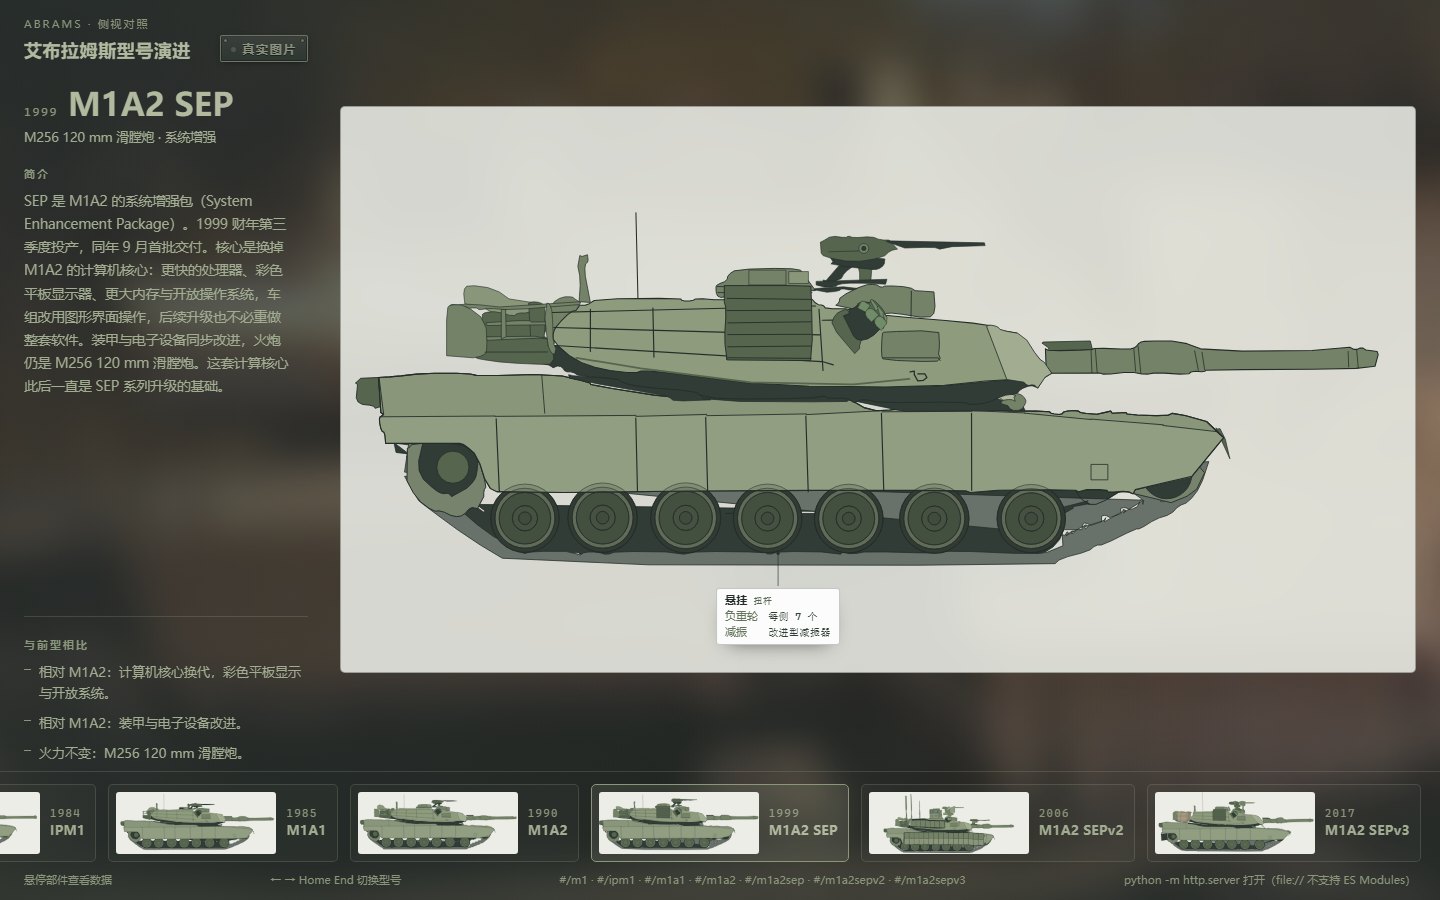 ABRAMS · 侧视对照
艾布拉姆斯型号演进
真实图片
1999 M1A2 SEP
M256 120 mm 滑膛炮 · 系统增强
简介
SEP 是 M1A2 的系统增强包（System
Enhancement Package）。1999 财年第三
季度投产，同年 9 月首批交付。核心是换掉
M1A2 的计算机核心：更快的处理器、彩色
平板显示器、更大内存与开放操作系统，车
组改用图形界面操作，后续升级也不必重做
整套软件。装甲与电子设备同步改进，火炮
仍是 M256 120 mm 滑膛炮。这套计算核心
此后一直是 SEP 系列升级的基础。
悬挂 扭杆
负重轮 每侧 7 个
减振 改进型减振器
与前型相比
– 相对 M1A2：计算机核心换代，彩色平板显示
与开放系统。
– 相对 M1A2：装甲与电子设备改进。
– 火力不变：M256 120 mm 滑膛炮。
1984
IPM1
1985
M1A1
1990
M1A2
1999
M1A2 SEP
2006
M1A2 SEPv2
2017
M1A2 SEPv3
悬停部件查看数据
← → Home End 切换型号
#/m1 · #/ipm1 · #/m1a1 · #/m1a2 · #/m1a2sep · #/m1a2sepv2 · #/m1a2sepv3
python -m http.server 打开（file:// 不支持 ES Modules）